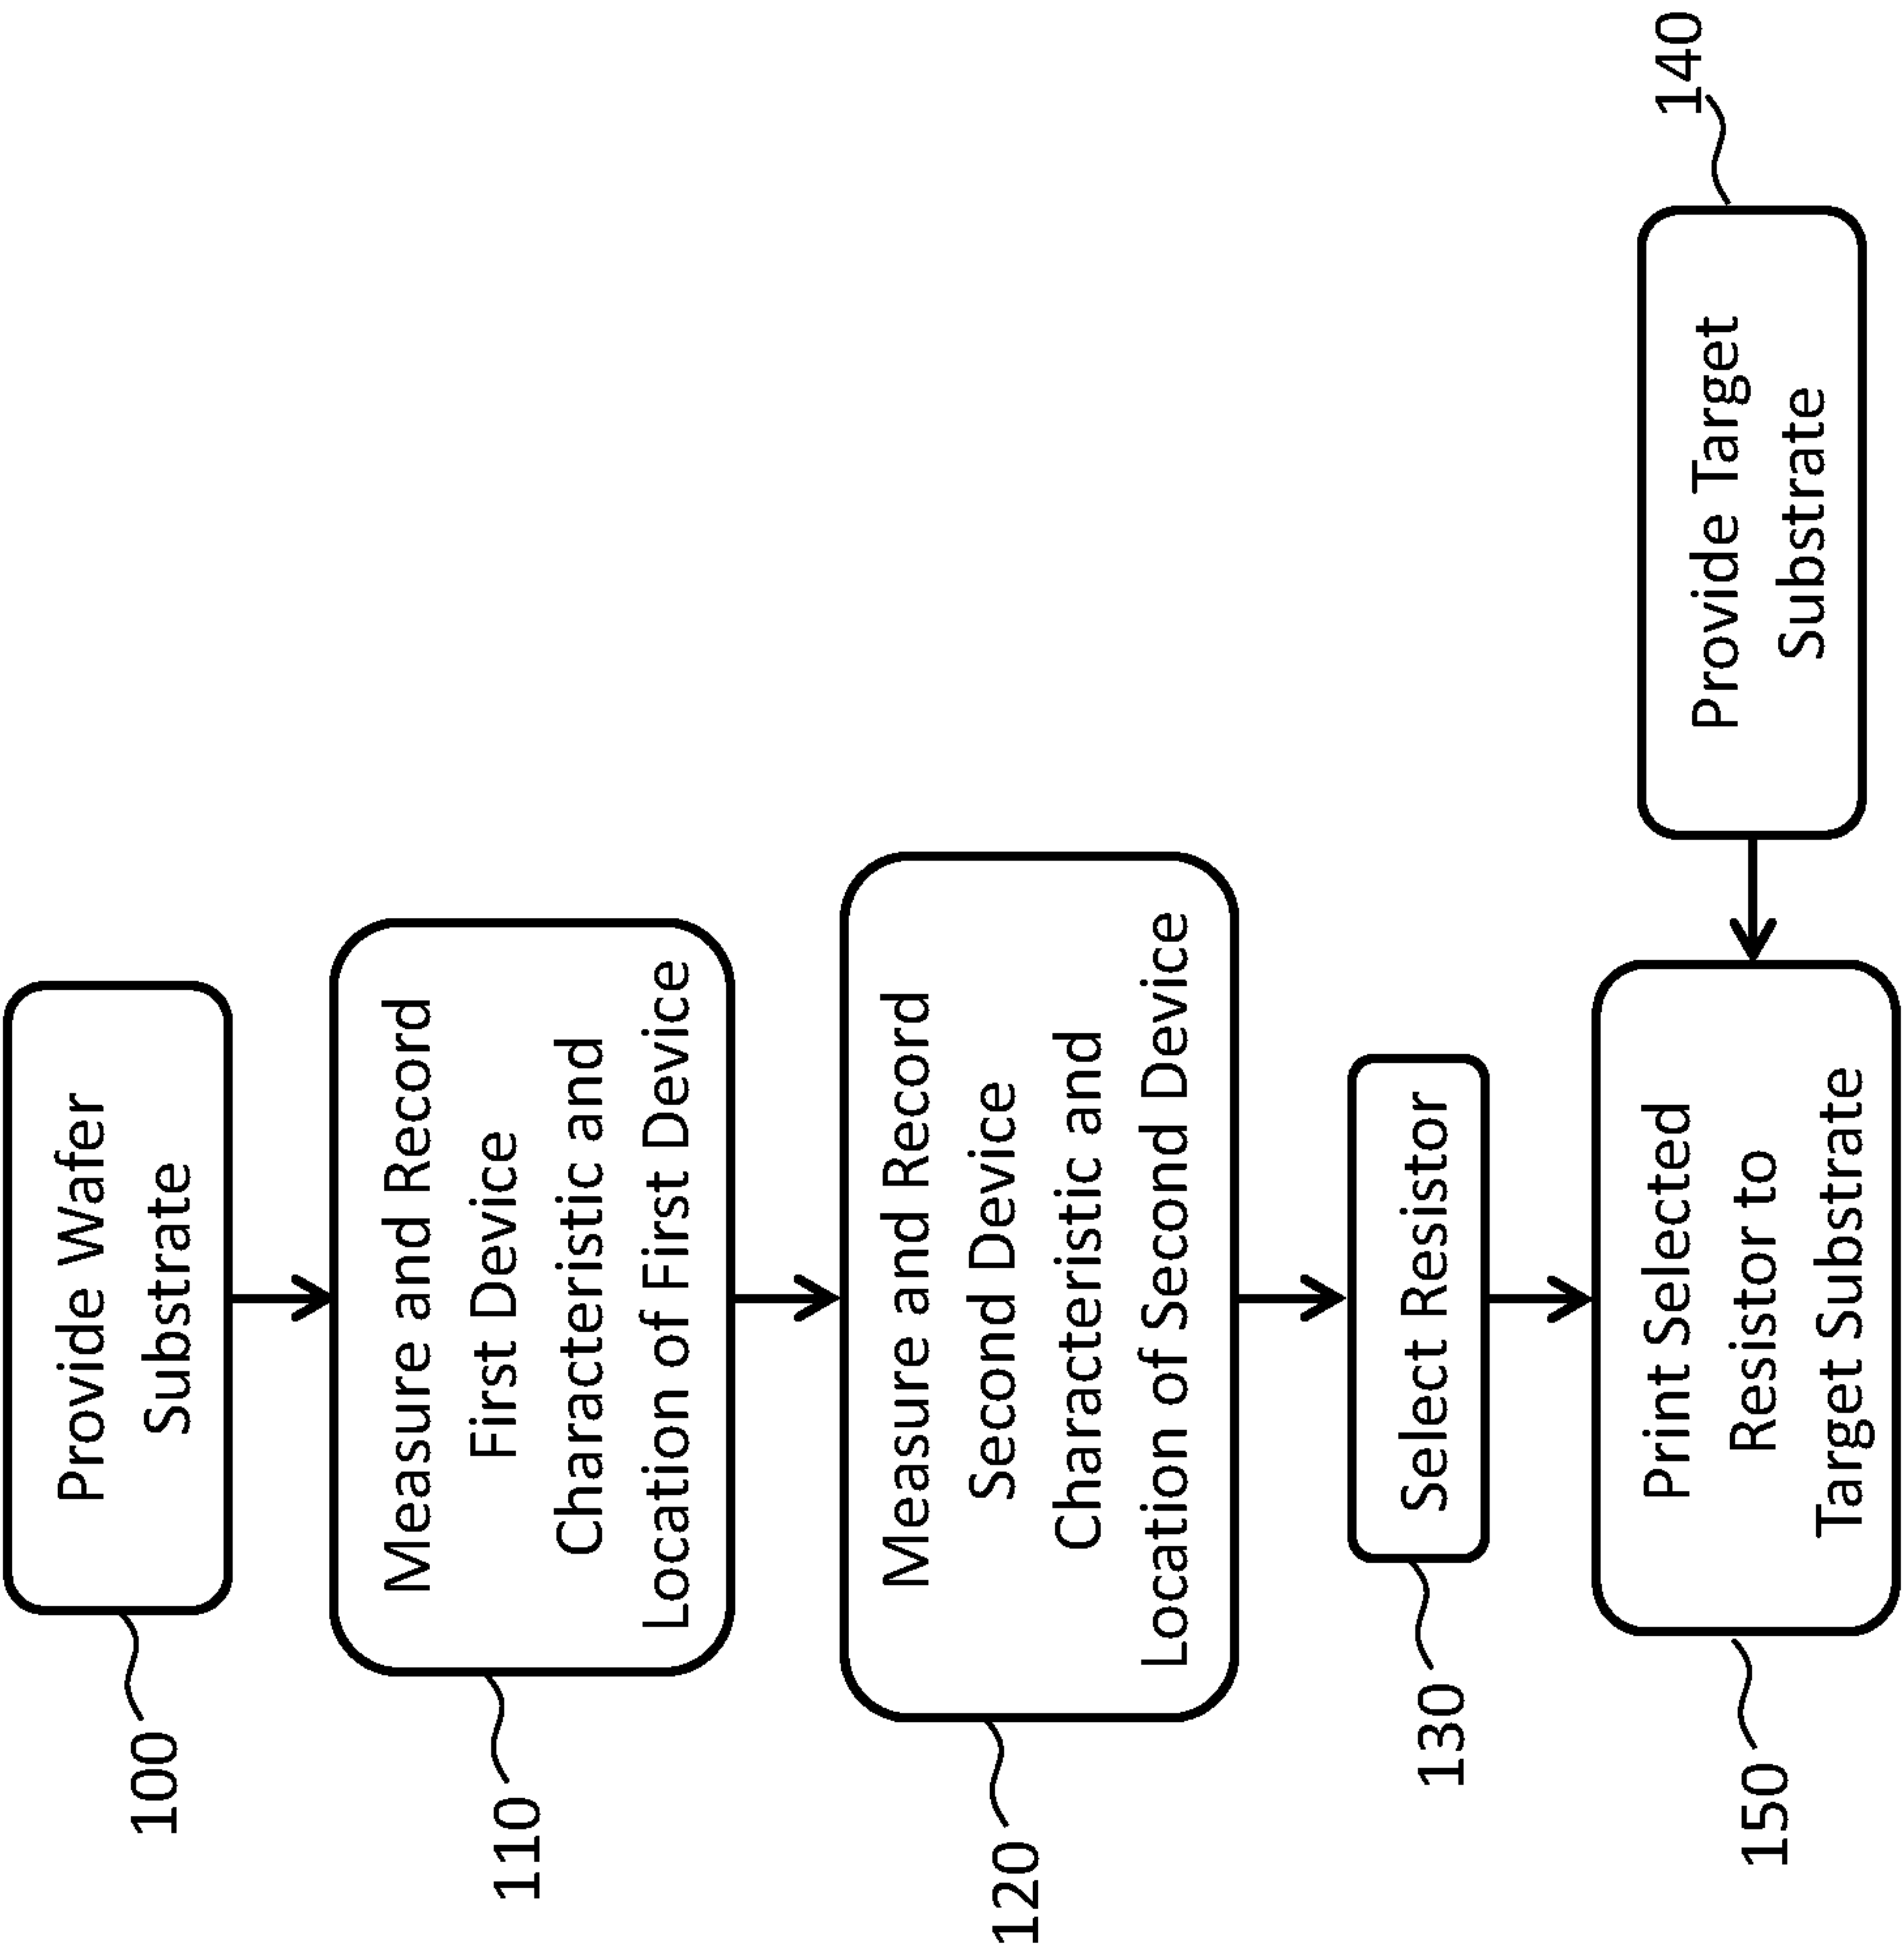 100
Provide Wafer
Substrate
110
Measure and Record
First Device
Characteristic and
Location of First Device
120
Measure and Record
Second Device
Characteristic and
Location of Second Device
130
Select Resistor
140
Provide Target
Substrate
150
Print Selected
Resistor to
Target Substrate